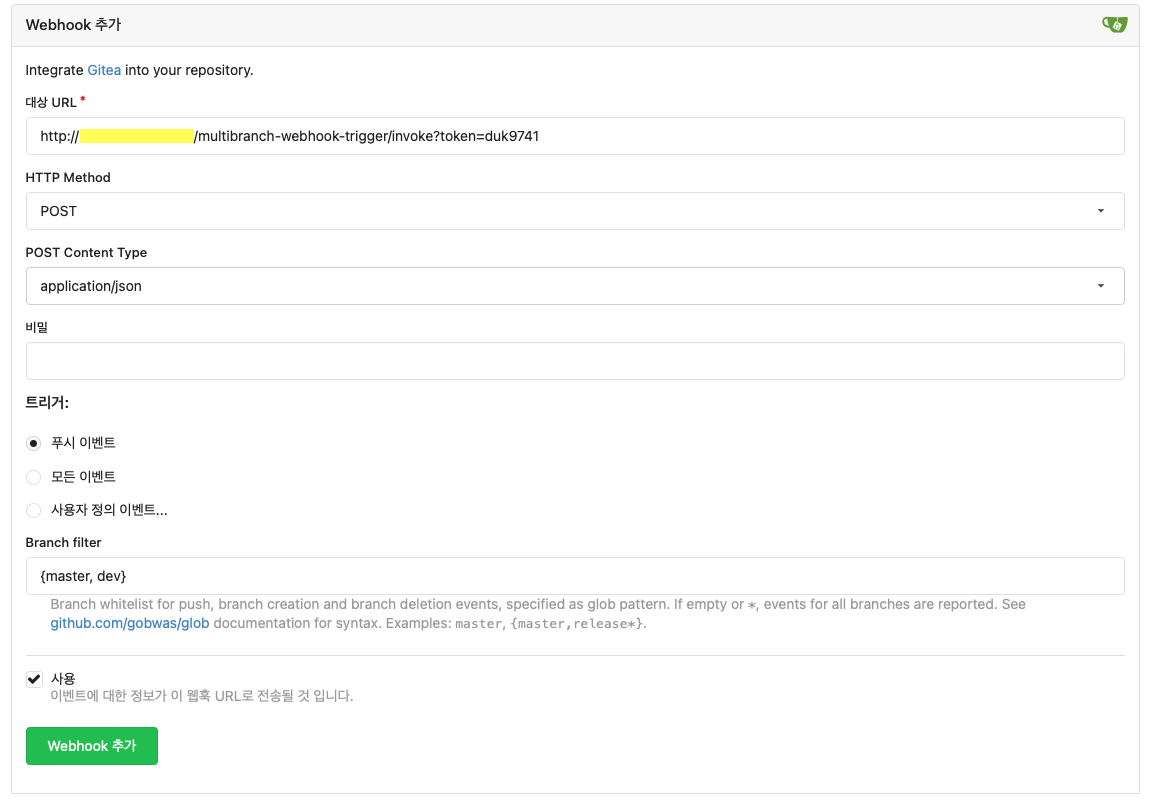 Webhook 추가
Integrate Gitea into your repository.
대상 URL *
http:// /multibranch-webhook-trigger/invoke?token=duk9741
HTTP Method
POST
POST Content Type
application/json
비밀
트리거:
푸시 이벤트
모든 이벤트
사용자 정의 이벤트...
Branch filter
{master, dev}
Branch whitelist for push, branch creation and branch deletion events, specified as glob pattern. If empty or *, events for all branches are reported. See
github.com/gobwas/glob documentation for syntax. Examples: master, {master,release*}.
사용
이벤트에 대한 정보가 이 웹훅 URL로 전송될 것 입니다.
Webhook 추가